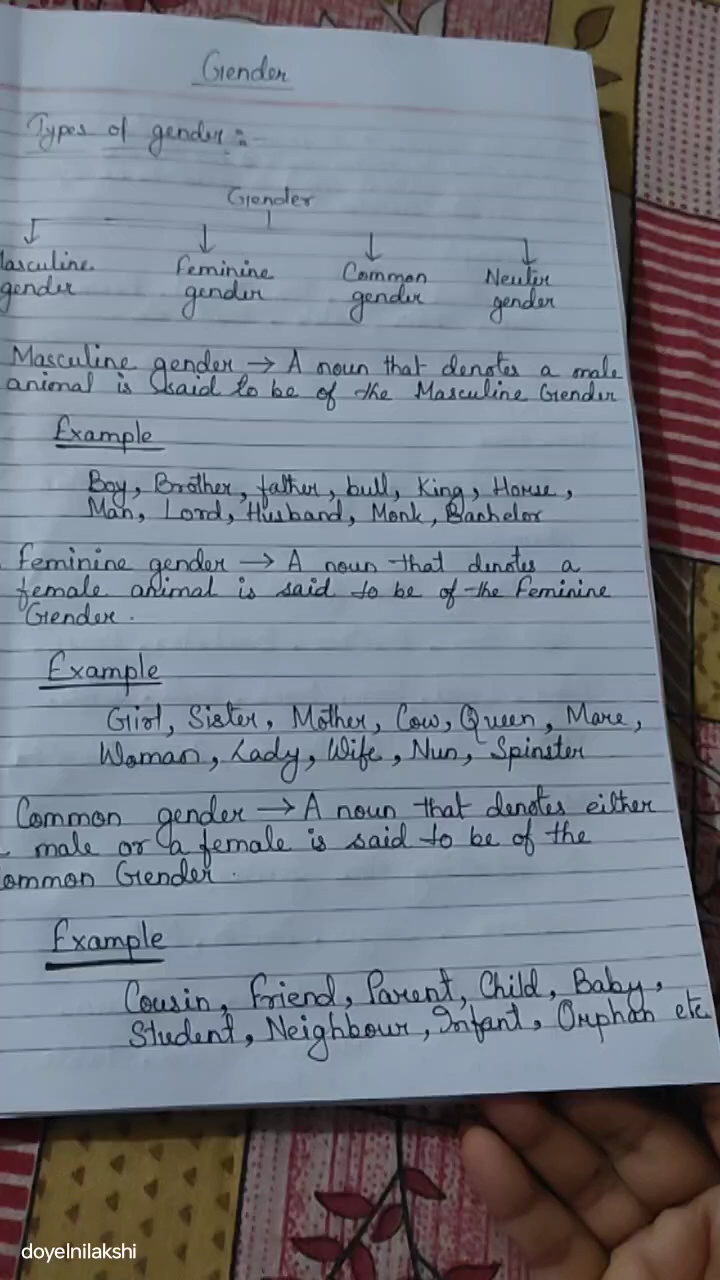 Gender
Types of gender :-
Gender
Masculine Feminine Common Neuter
gender gender gender gender
Masculine gender → A noun that denotes a male
animal is said to be of the Masculine Gender
Example
Boy, Brother, father, bull, King, Horse,
Man, Lord, Husband, Monk, Bachelor
Feminine gender → A noun that denotes a
female animal is said to be of the Feminine
Gender.
Example
Girl, Sister, Mother, Cow, Queen, Mare,
Woman, Lady, Wife, Nun, Spinster
Common gender → A noun that denotes either
male or a female is said to be of the
Common Gender.
Example
Cousin, Friend, Parent, Child, Baby,
Student, Neighbour, Infant, Orphan etc
doyelnilakshi